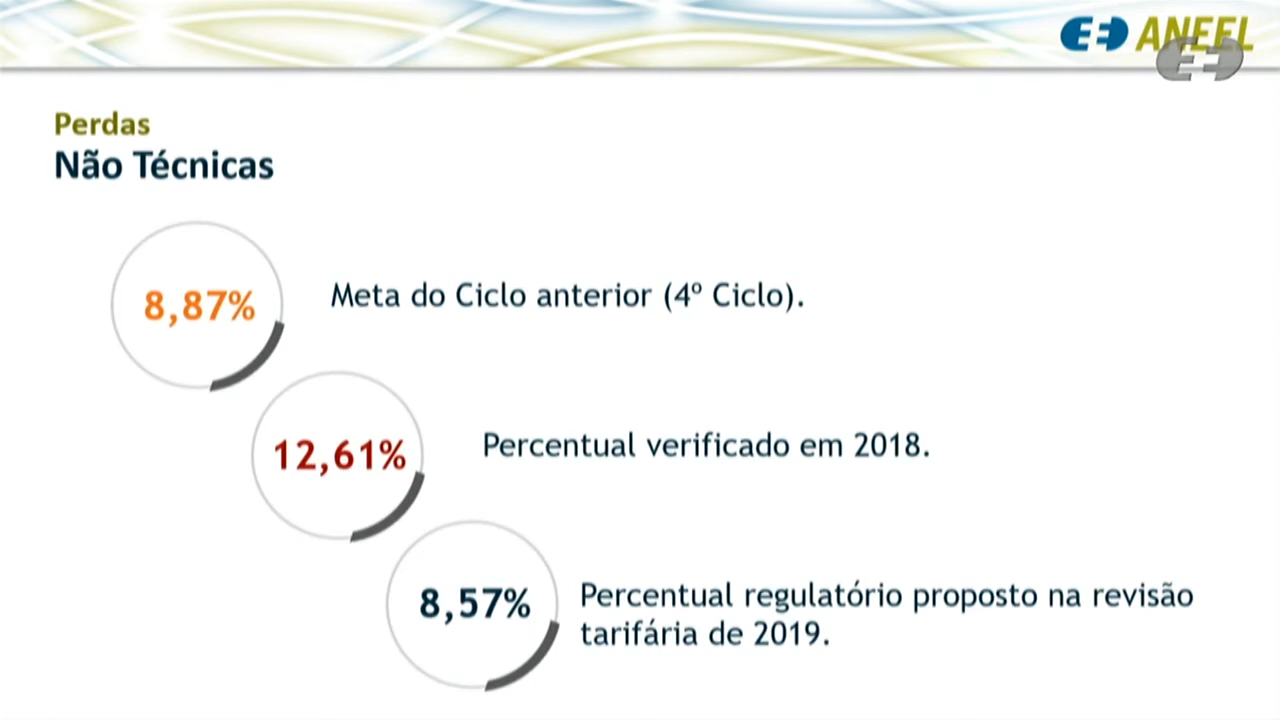 ANEEL
Perdas
Não Técnicas
8,87%
Meta do Ciclo anterior (4º Ciclo).
12,61%
Percentual verificado em 2018.
8,57%
Percentual regulatório proposto na revisão
tarifária de 2019.